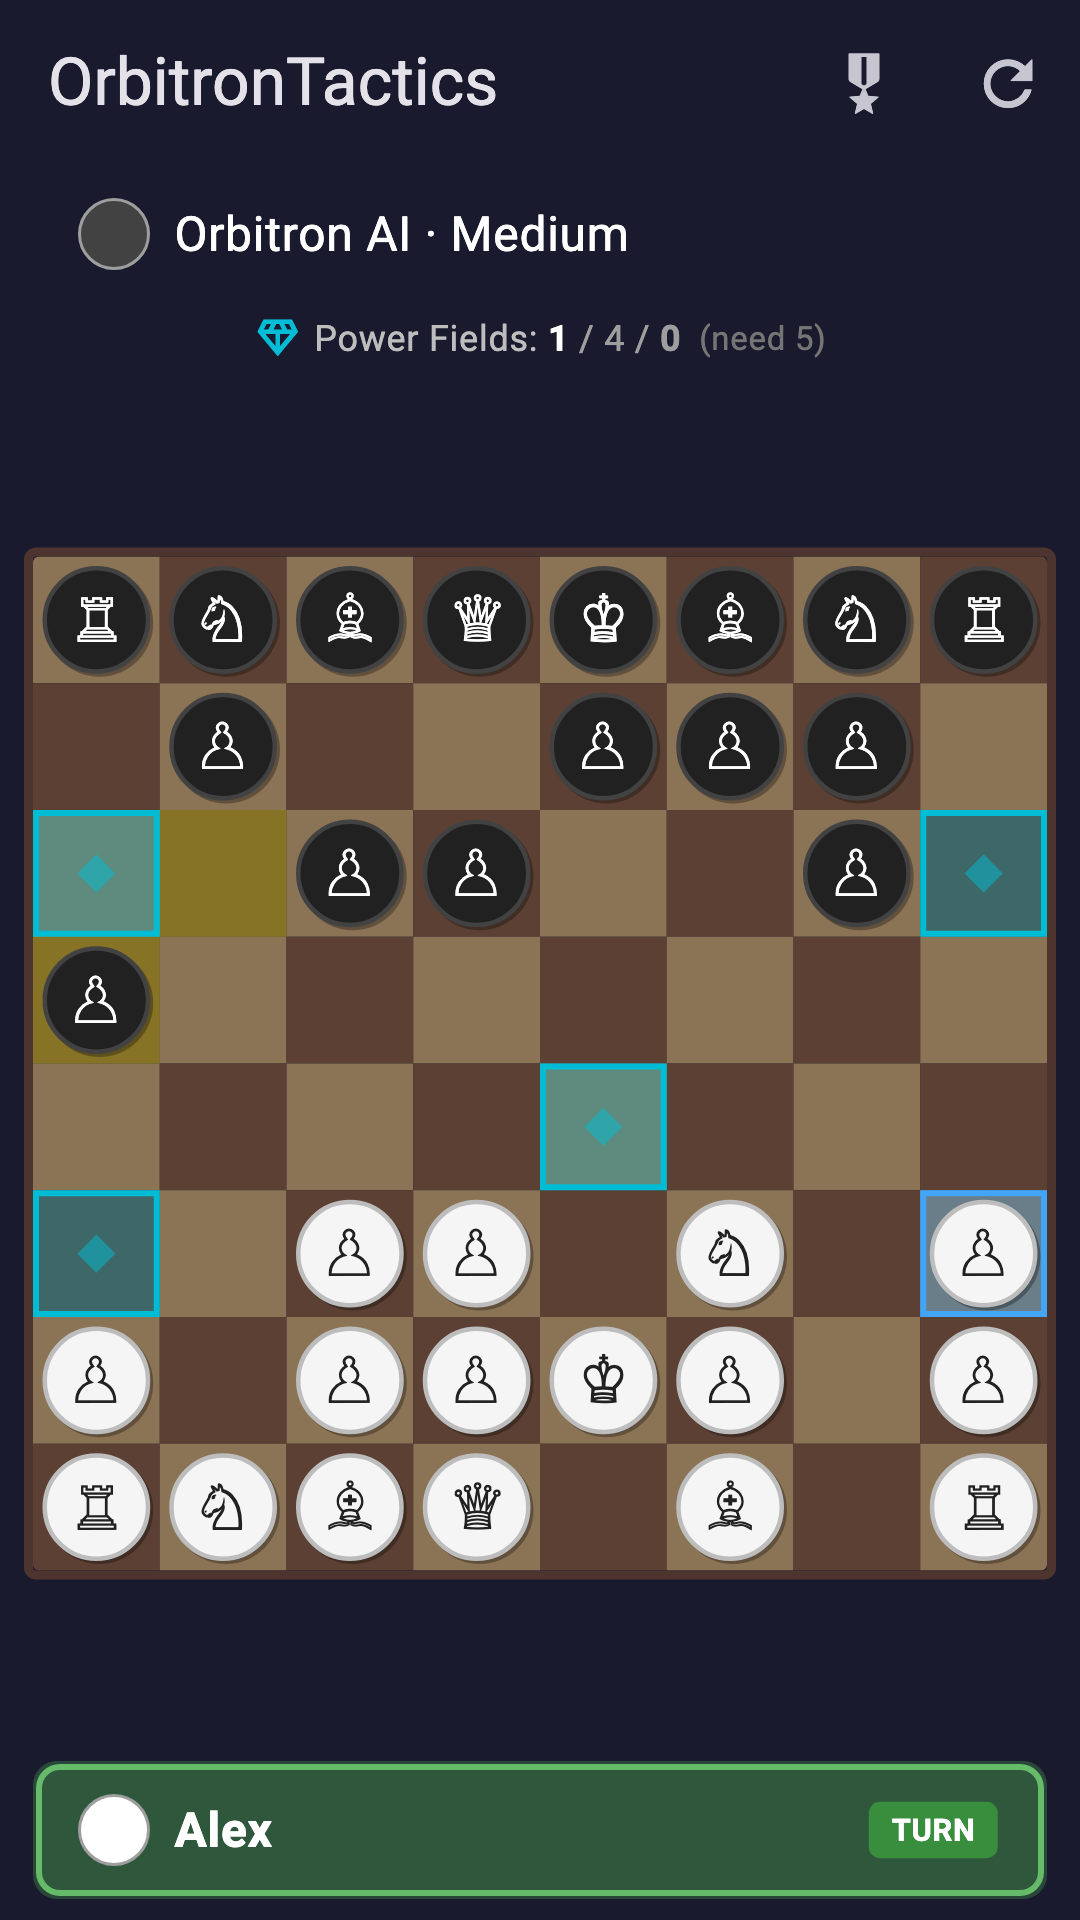 OrbitronTactics
Orbitron AI · Medium
Power Fields: 1 / 4 / 0 (need 5)
Alex
TURN